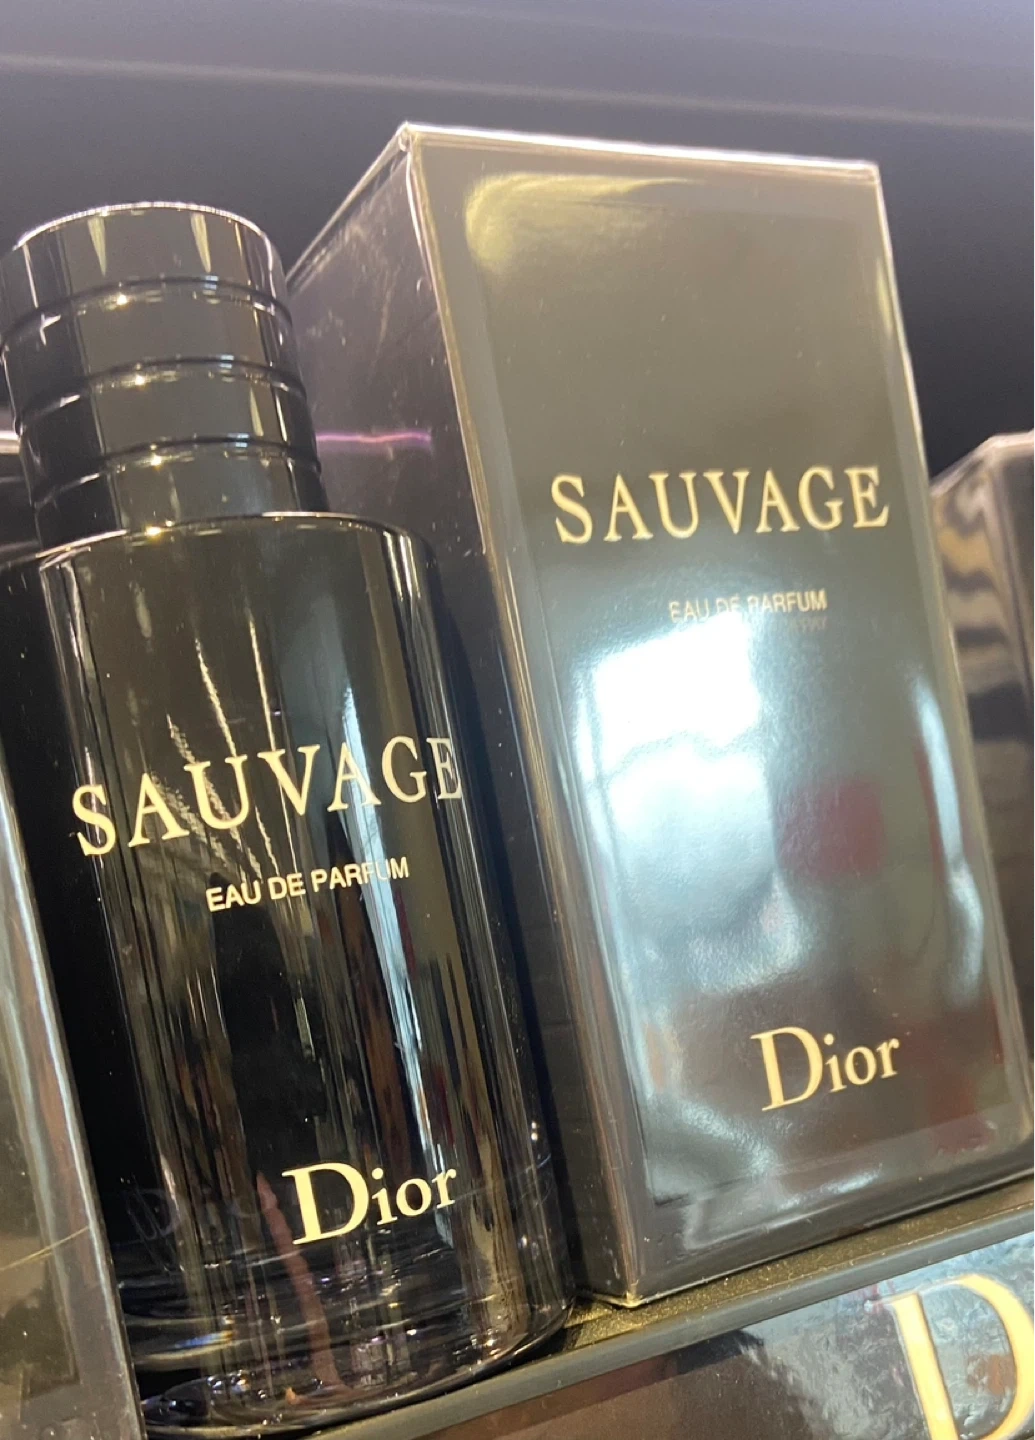 SAUVAGE
EAU DE PARFUM
Dior
SAUVAGE
EAU DE PARFUM
Dior
D